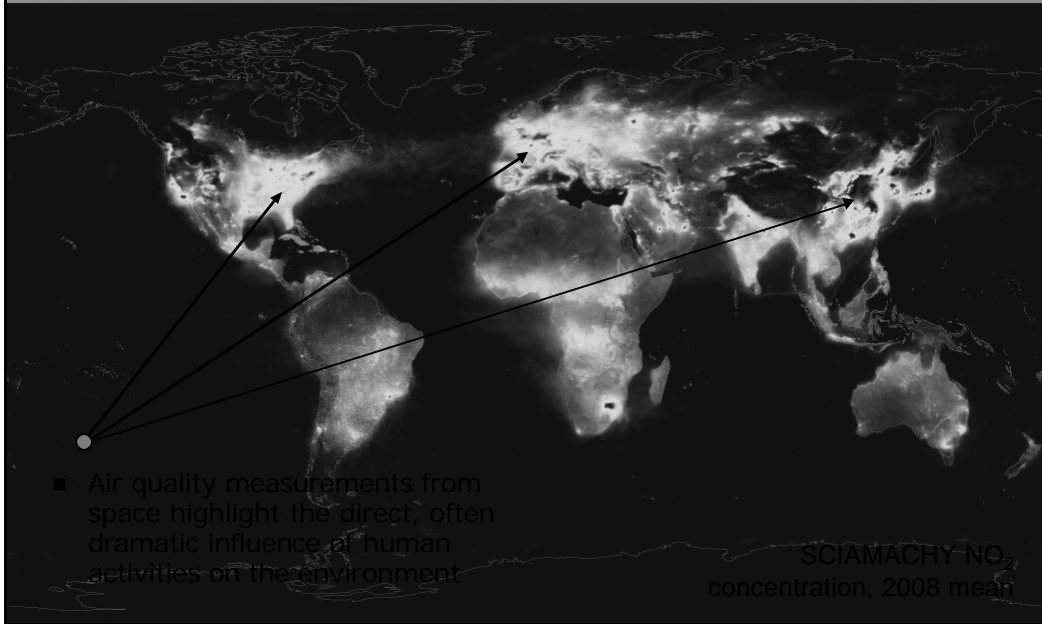 ■ Air quality measurements from
space highlight the direct, often
dramatic influence of human
activities on the environment
SCIAMACHY NO₂
concentration, 2008 mean